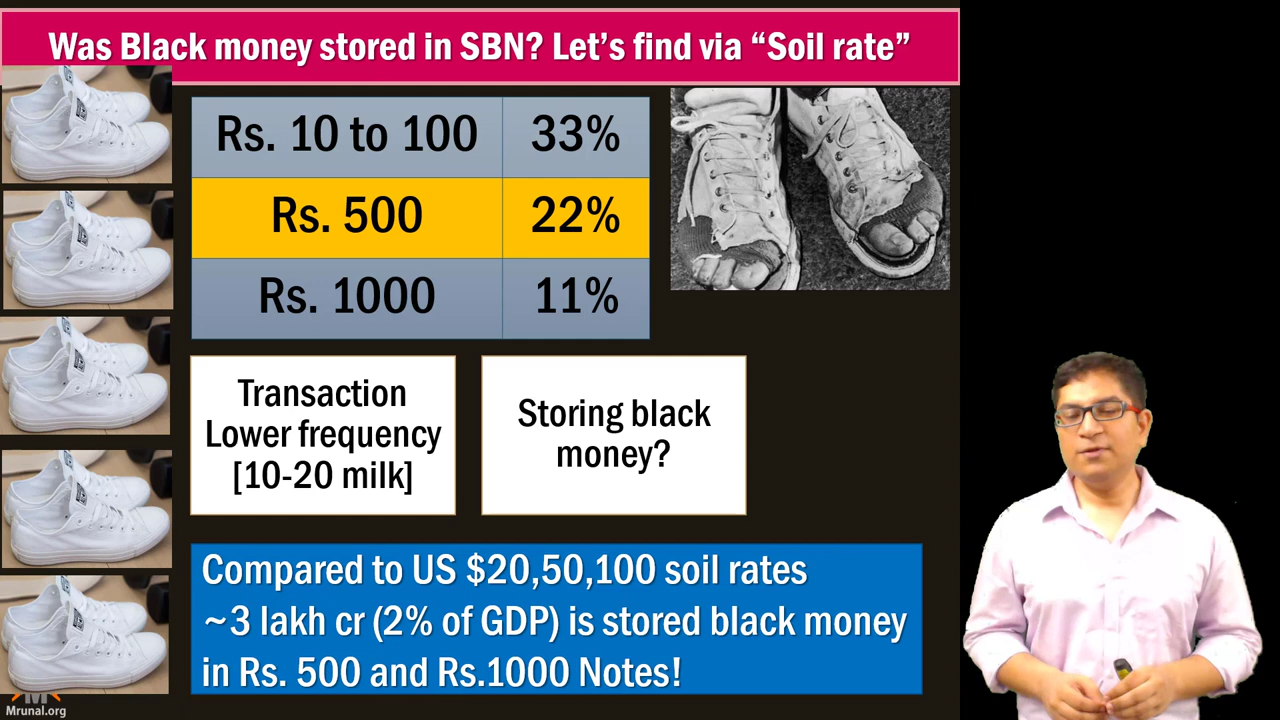 Was Black money stored in SBN? Let’s find via “Soil rate”
Rs. 10 to 100 33%
Rs. 500 22%
Rs. 1000 11%
Transaction
Lower frequency
[10-20 milk]
Storing black
money?
Compared to US $20,50,100 soil rates
~3 lakh cr (2% of GDP) is stored black money
in Rs. 500 and Rs.1000 Notes!
Mrunal.org